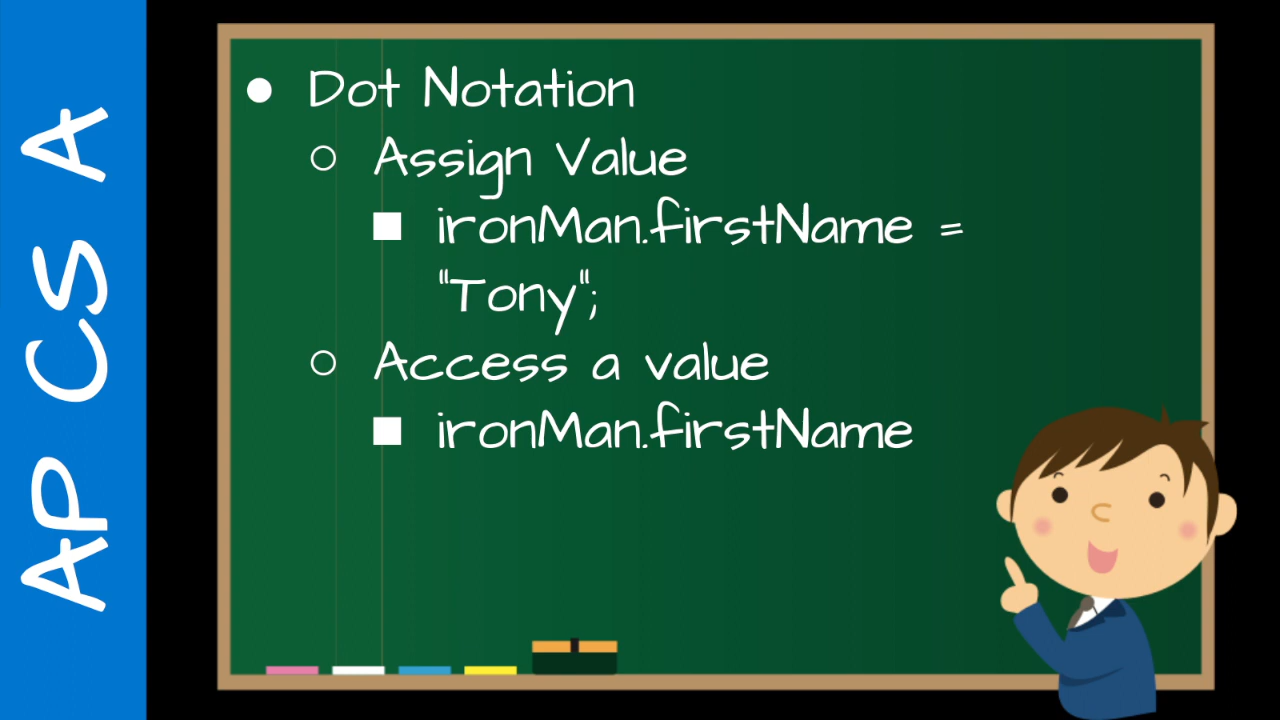 AP CS A
● Dot Notation
○ Assign Value
■ ironMan.firstName =
"Tony";
○ Access a value
■ ironMan.firstName